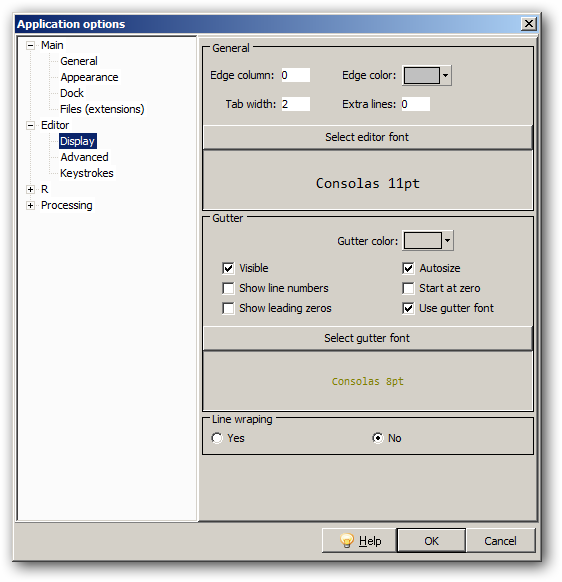 Application options
Main
General
Appearance
Dock
Files (extensions)
Editor
Display
Advanced
Keystrokes
R
Processing
General
Edge column: 0 Edge color:
Tab width: 2 Extra lines: 0
Select editor font
Consolas 11pt
Gutter
Gutter color:
Visible Autosize
Show line numbers Start at zero
Show leading zeros Use gutter font
Select gutter font
Consolas 8pt
Line wraping
Yes No
Help OK Cancel